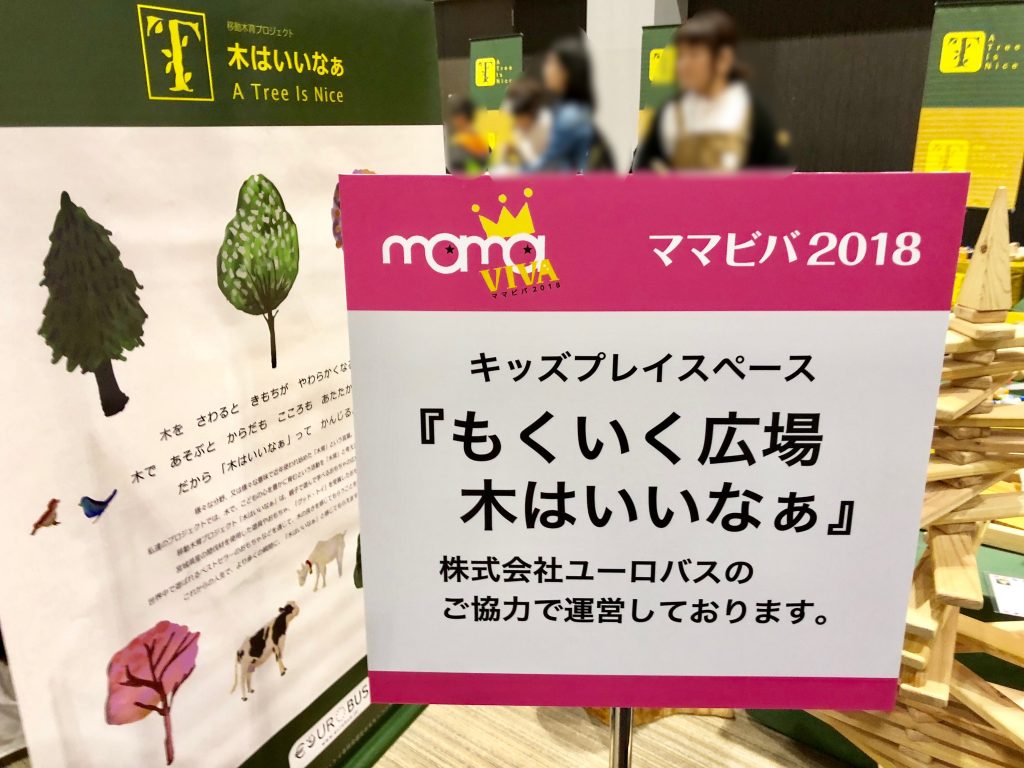 移動木育プロジェクト
木はいいなぁ
A Tree Is Nice
木を さわると きもちが やわらかくな
木で あそぶと からだも こころも あたたか
だから 「木はいいなぁ」って かんじる
EUROBUS
mama
VIVA
ママビバ2018
ママビバ2018
キッズプレイスペース
『もくいく広場
木はいいなぁ』
株式会社ユーロバスの
ご協力で運営しております。
A
Tree
Is
Nice